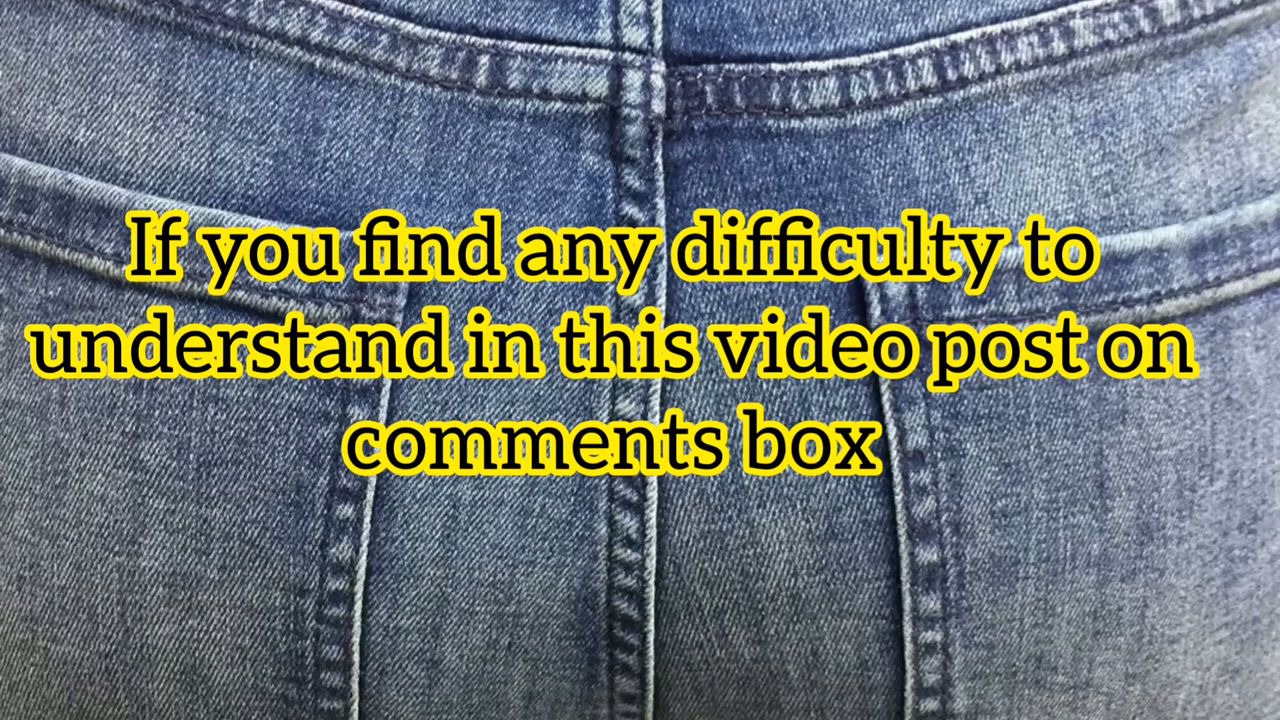 If you find any difficulty to
understand in this video post on
comments box